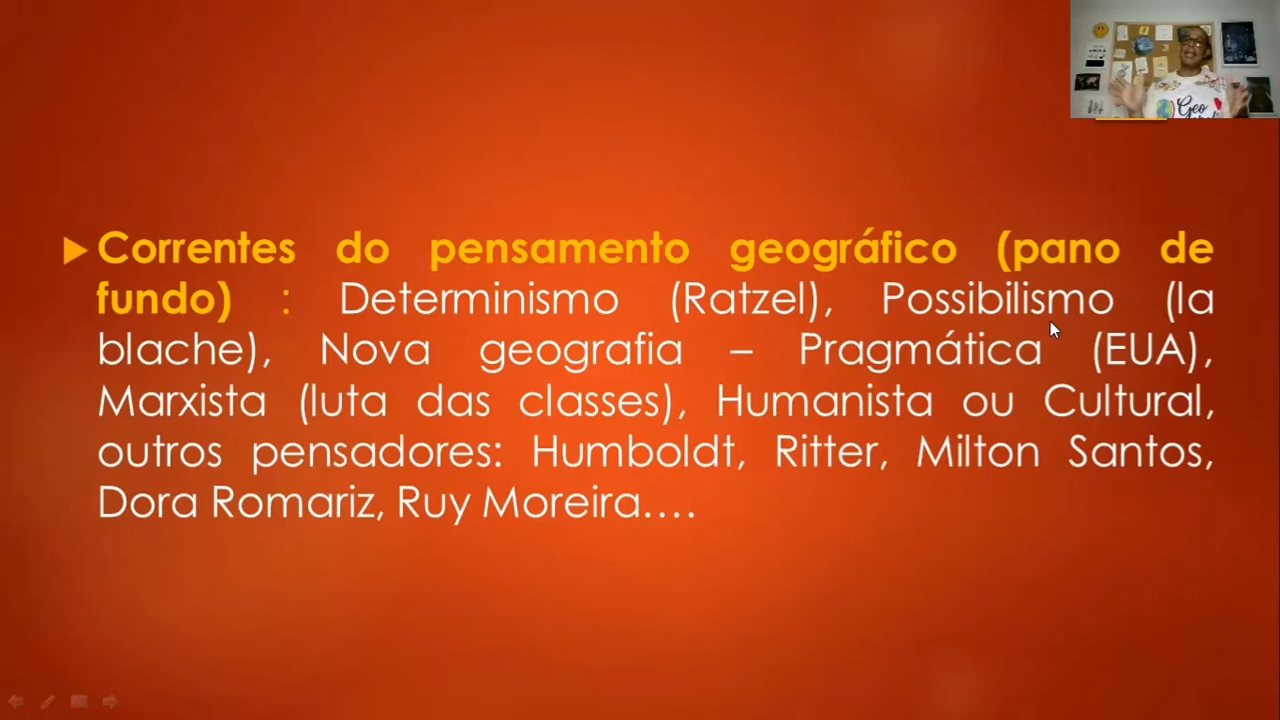 Correntes do pensamento geográfico (pano de
fundo) : Determinismo (Ratzel), Possibilismo (la
blache), Nova geografia – Pragmática (EUA),
Marxista (luta das classes), Humanista ou Cultural,
outros pensadores: Humboldt, Ritter, Milton Santos,
Dora Romariz, Ruy Moreira....
Geo